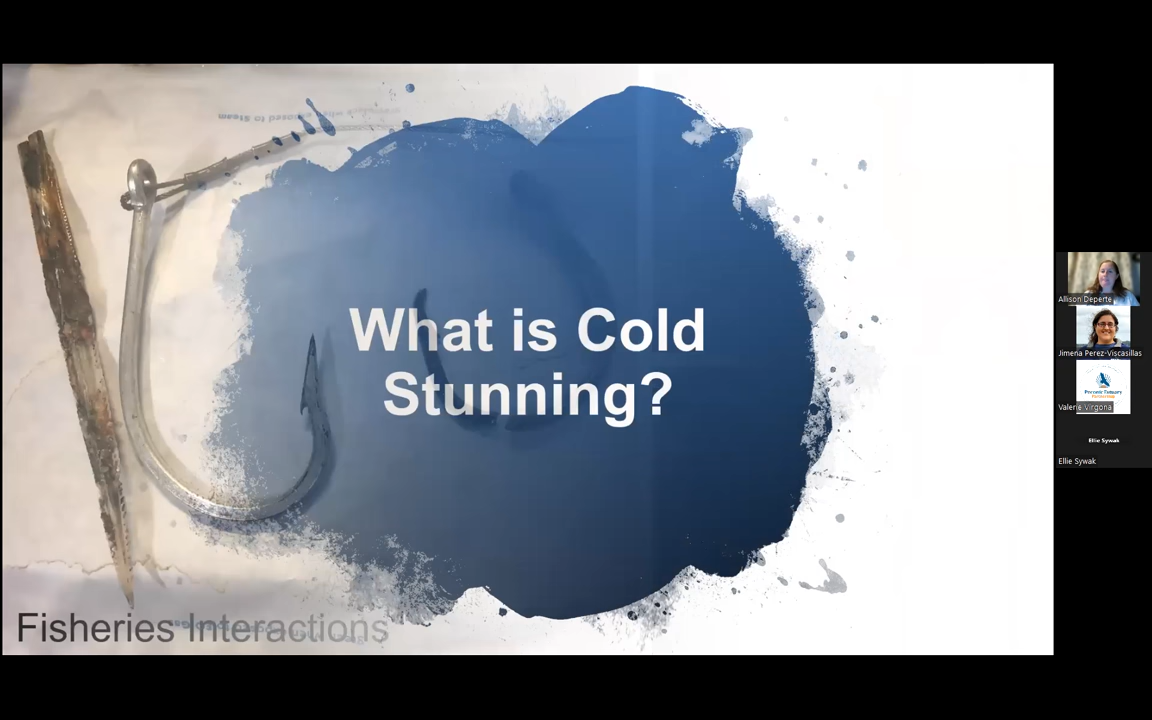 What is Cold
Stunning?
Fisheries Interactions
Allison Deperte
Jimena Perez-Viscasillas
Valerie Virgona
Ellie Sywak
Ellie Sywak